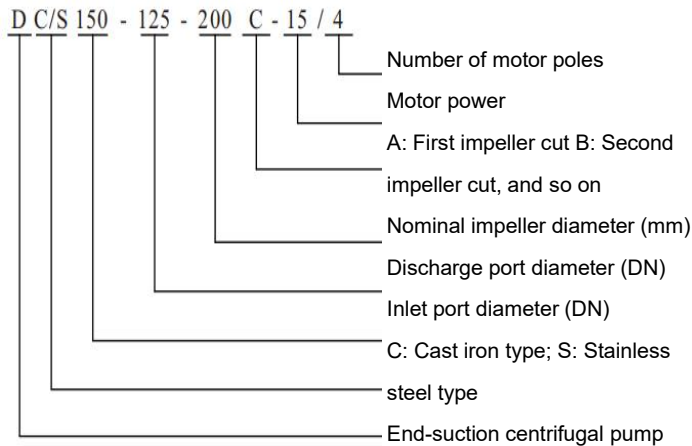 D C/S 150 - 125 - 200 C - 15 / 4
Number of motor poles
Motor power
A: First impeller cut B: Second
impeller cut, and so on
Nominal impeller diameter (mm)
Discharge port diameter (DN)
Inlet port diameter (DN)
C: Cast iron type; S: Stainless
steel type
End-suction centrifugal pump